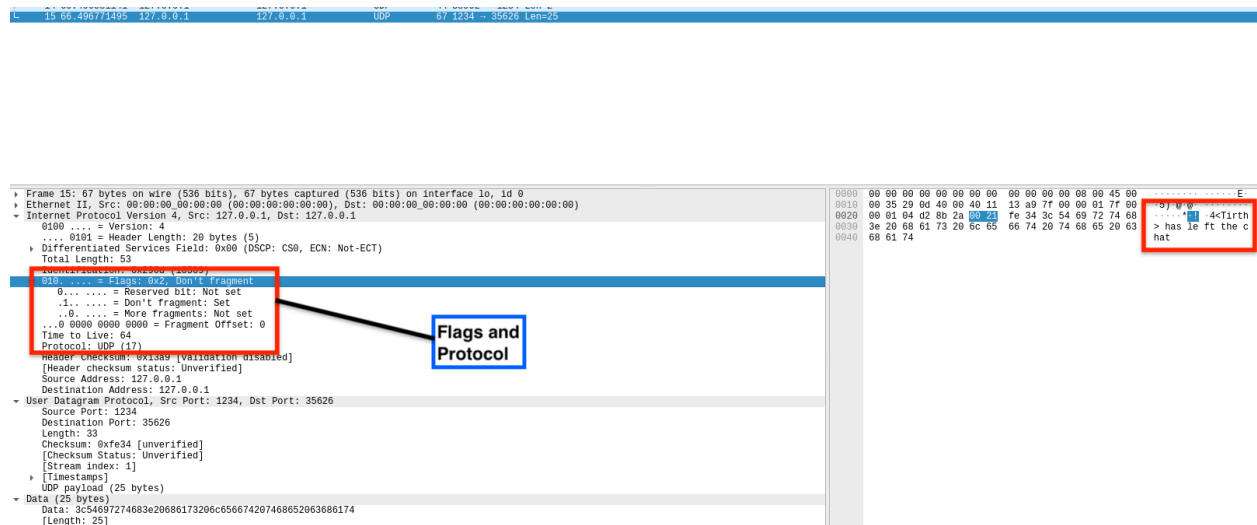 15 66.496771495 127.0.0.1 127.0.0.1 UDP 67 1234 → 35626 Len=25
Frame 15: 67 bytes on wire (536 bits), 67 bytes captured (536 bits) on interface lo, id 0
Ethernet II, Src: 00:00:00_00:00:00 (00:00:00:00:00:00), Dst: 00:00:00_00:00:00 (00:00:00:00:00:00)
Internet Protocol Version 4, Src: 127.0.0.1, Dst: 127.0.0.1
0100 .... = Version: 4
.... 0101 = Header Length: 20 bytes (5)
Differentiated Services Field: 0x00 (DSCP: CS0, ECN: Not-ECT)
Total Length: 53
Identification: 0x290d (10509)
010. .... = Flags: 0x2, Don't fragment
0... .... = Reserved bit: Not set
.1.. .... = Don't fragment: Set
..0. .... = More fragments: Not set
...0 0000 0000 0000 = Fragment Offset: 0
Time to Live: 64
Protocol: UDP (17)
Header Checksum: 0x13a9 [validation disabled]
[Header checksum status: Unverified]
Source Address: 127.0.0.1
Destination Address: 127.0.0.1
User Datagram Protocol, Src Port: 1234, Dst Port: 35626
Source Port: 1234
Destination Port: 35626
Length: 33
Checksum: 0xfe34 [unverified]
[Checksum Status: Unverified]
[Stream index: 1]
[Timestamps]
UDP payload (25 bytes)
Data (25 bytes)
Data: 3c54697274683e20686173206c656674207468652063686174
[Length: 25]
Flags and
Protocol
0000 00 00 00 00 00 00 00 00 00 00 00 00 08 00 45 00 ········ ······E·
0010 00 35 29 0d 40 00 40 11 13 a9 7f 00 00 01 7f 00 ·5)·@·@· ········
0020 00 01 04 d2 8b 2a 00 21 fe 34 3c 54 69 72 74 68 ·····*·! ·4<Tirth
0030 3e 20 68 61 73 20 6c 65 66 74 20 74 68 65 20 63 > has le ft the c
0040 68 61 74 hat